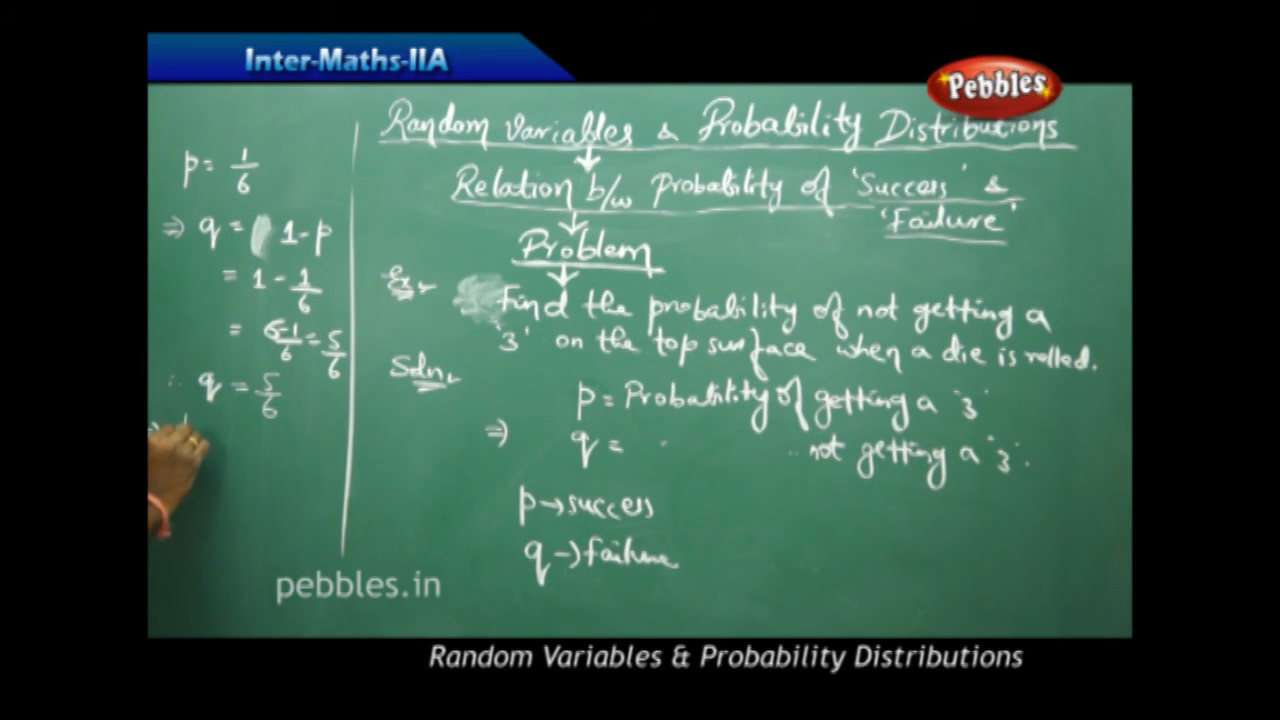 Inter-Maths-IIA
Pebbles
Random Variables & Probability Distributions
Relation b/w Probability of 'Success' &
'Failure'
Problem
Ex
Find the probability of not getting a
'3' on the top surface when a die is rolled.
Soln
p = Probability of getting a '3'
⇒ q = " not getting a '3'.
p → success
q → failure
p = 1/6
⇒ q = 1 - p
= 1 - 1/6
= 6-1/6 = 5/6
∴ q = 5/6
pebbles.in
Random Variables & Probability Distributions